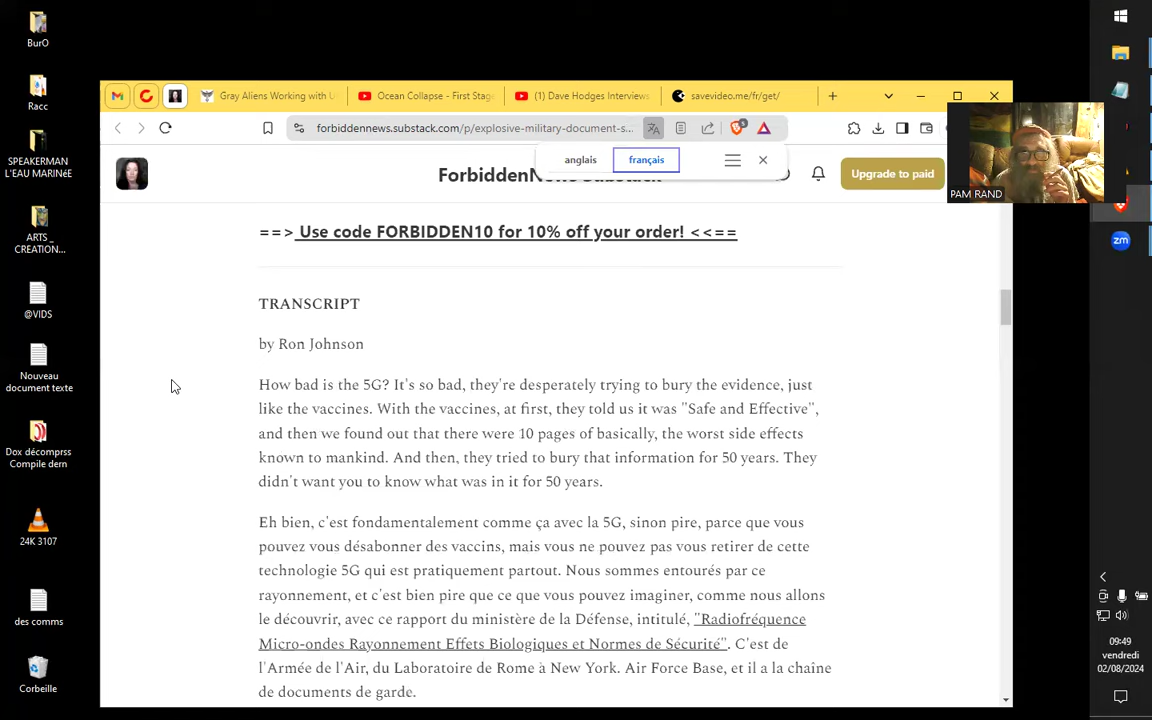 BurO
Racc
SPEAKERMAN
L'EAU MARINéE
ARTS _
CREATION...
@VIDS
Nouveau
document texte
Dox décomprss
Compile dern
24K 3107
des comms
Corbeille
Gray Aliens Working with U
Ocean Collapse - First Stag
(1) Dave Hodges Interviews
savevideo.me/fr/get/
forbiddennews.substack.com/p/explosive-military-document-s...
5
anglais
français
Upgrade to paid
PAM RAND
==> Use code FORBIDDEN10 for 10% off your order! <<==
TRANSCRIPT
by Ron Johnson
How bad is the 5G? It's so bad, they're desperately trying to bury the evidence, just
like the vaccines. With the vaccines, at first, they told us it was "Safe and Effective",
and then we found out that there were 10 pages of basically, the worst side effects
known to mankind. And then, they tried to bury that information for 50 years. They
didn't want you to know what was in it for 50 years.
Eh bien, c'est fondamentalement comme ça avec la 5G, sinon pire, parce que vous
pouvez vous désabonner des vaccins, mais vous ne pouvez pas vous retirer de cette
technologie 5G qui est pratiquement partout. Nous sommes entourés par ce
rayonnement, et c'est bien pire que ce que vous pouvez imaginer, comme nous allons
le découvrir, avec ce rapport du ministère de la Défense, intitulé, "Radiofréquence
Micro-ondes Rayonnement Effets Biologiques et Normes de Sécurité". C'est de
l'Armée de l'Air, du Laboratoire de Rome à New York. Air Force Base, et il a la chaîne
de documents de garde.
zm
09:49
vendredi
02/08/2024